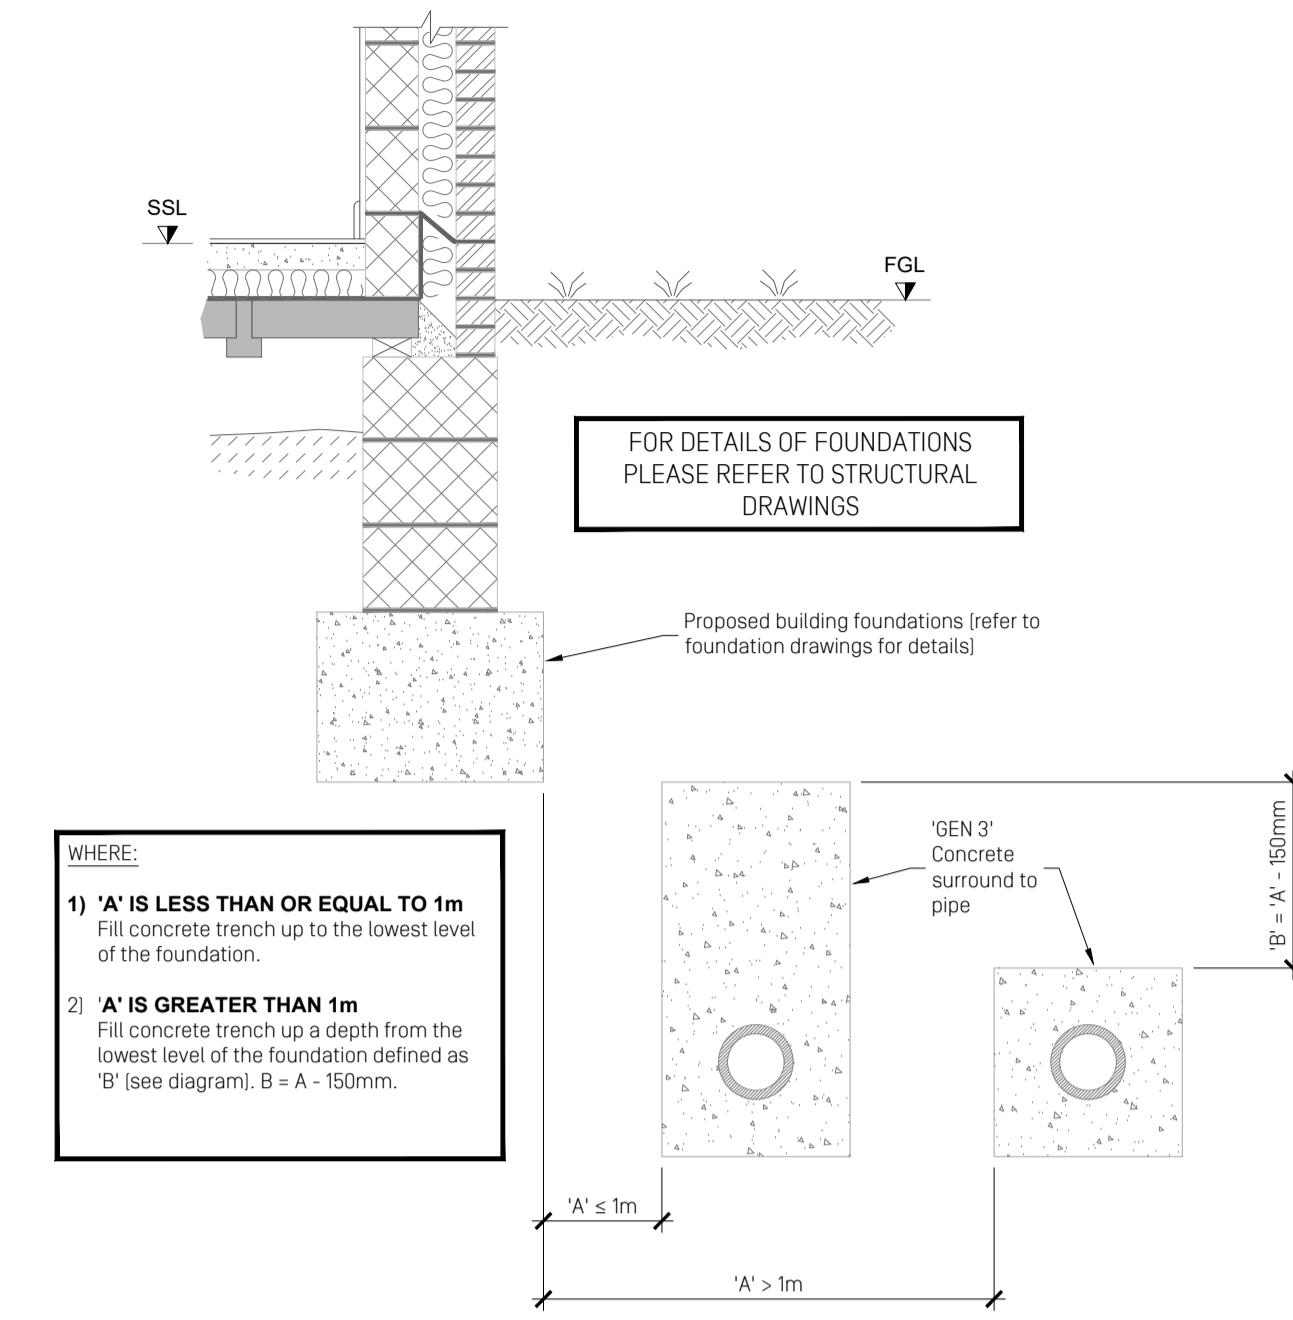 SSL
FGL
FOR DETAILS OF FOUNDATIONS
PLEASE REFER TO STRUCTURAL
DRAWINGS
Proposed building foundations (refer to
foundation drawings for details)
'GEN 3'
Concrete
surround to
pipe
'B' = 'A' - 150mm
WHERE:
1) 'A' IS LESS THAN OR EQUAL TO 1m
Fill concrete trench up to the lowest level
of the foundation.
2) 'A' IS GREATER THAN 1m
Fill concrete trench up a depth from the
lowest level of the foundation defined as
'B' (see diagram). B = A - 150mm.
'A' ≤ 1m
'A' > 1m